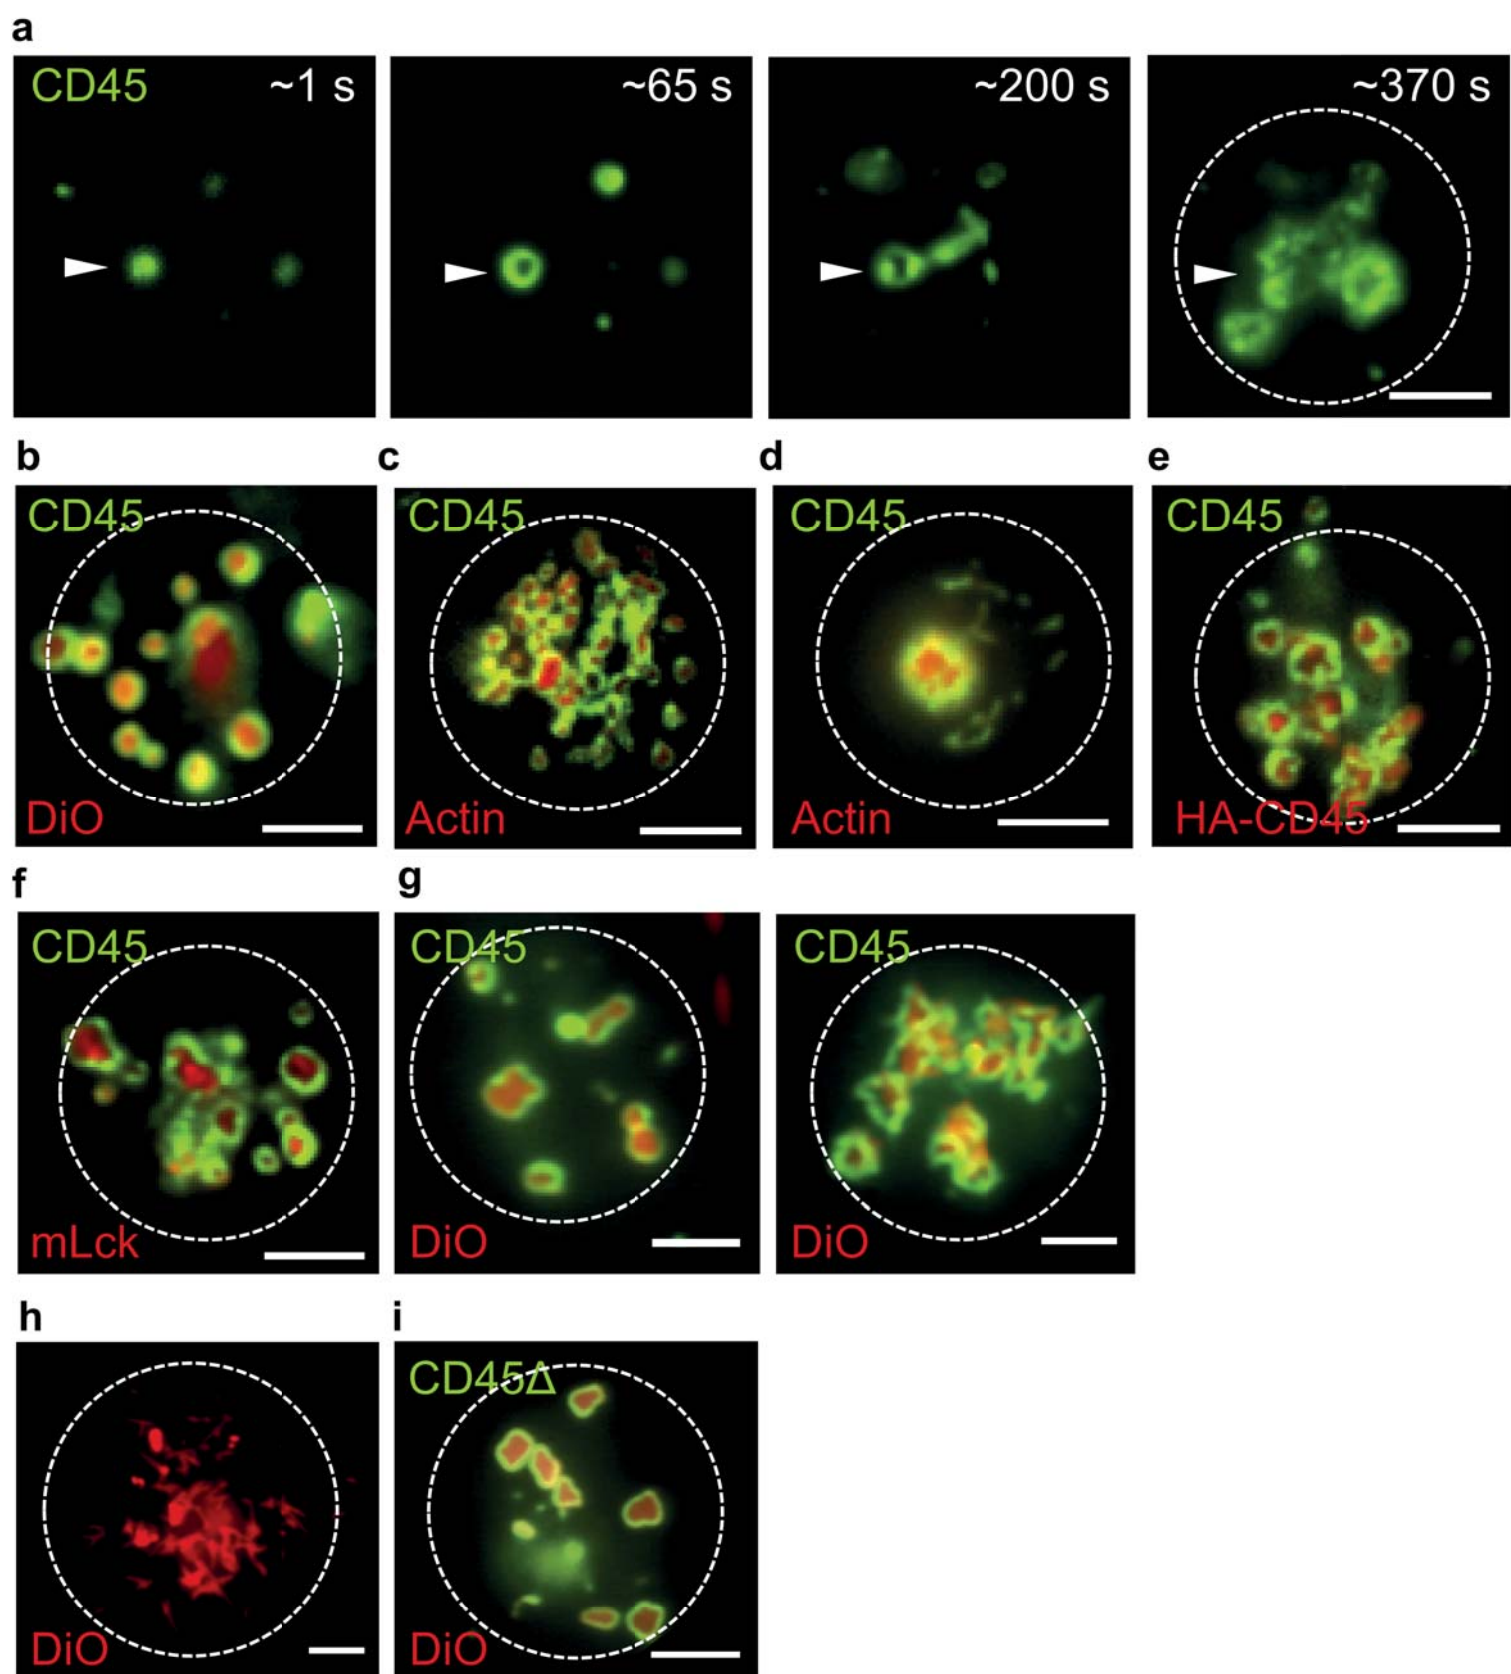 a
CD45 ~1 s ~65 s ~200 s ~370 s
b c d e
CD45 CD45 CD45 CD45
DiO Actin Actin HA-CD45
f g
CD45 CD45 CD45
mLck DiO DiO
h i
CD45Δ
DiO DiO